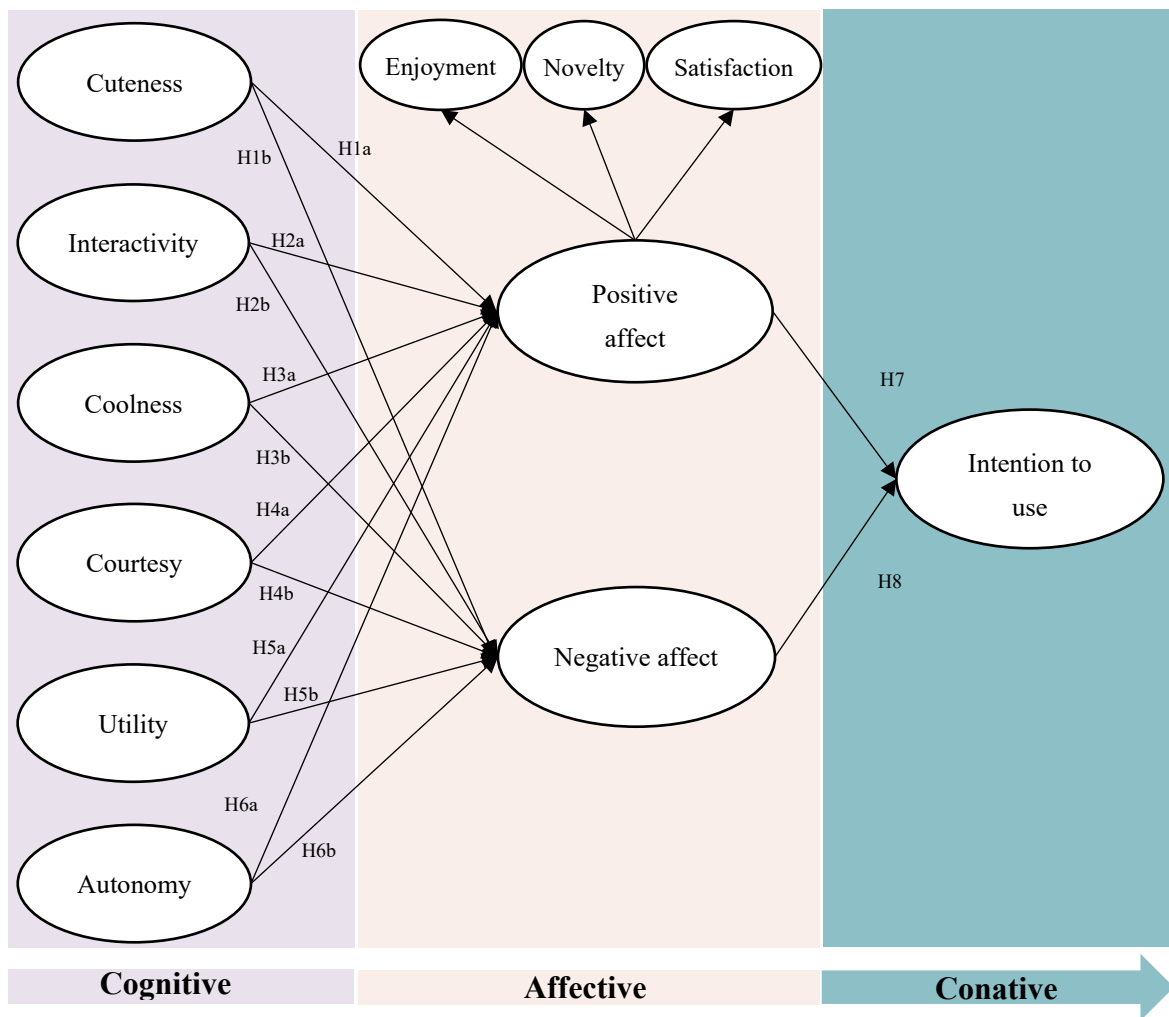 Cuteness
Enjoyment
Novelty
Satisfaction
H1a
H1b
Interactivity
H2a
H2b
Positive
affect
Coolness
H3a
H3b
H7
Intention to
use
Courtesy
H4a
H4b
H8
Negative affect
Utility
H5a
H5b
Autonomy
H6a
H6b
Cognitive
Affective
Conative